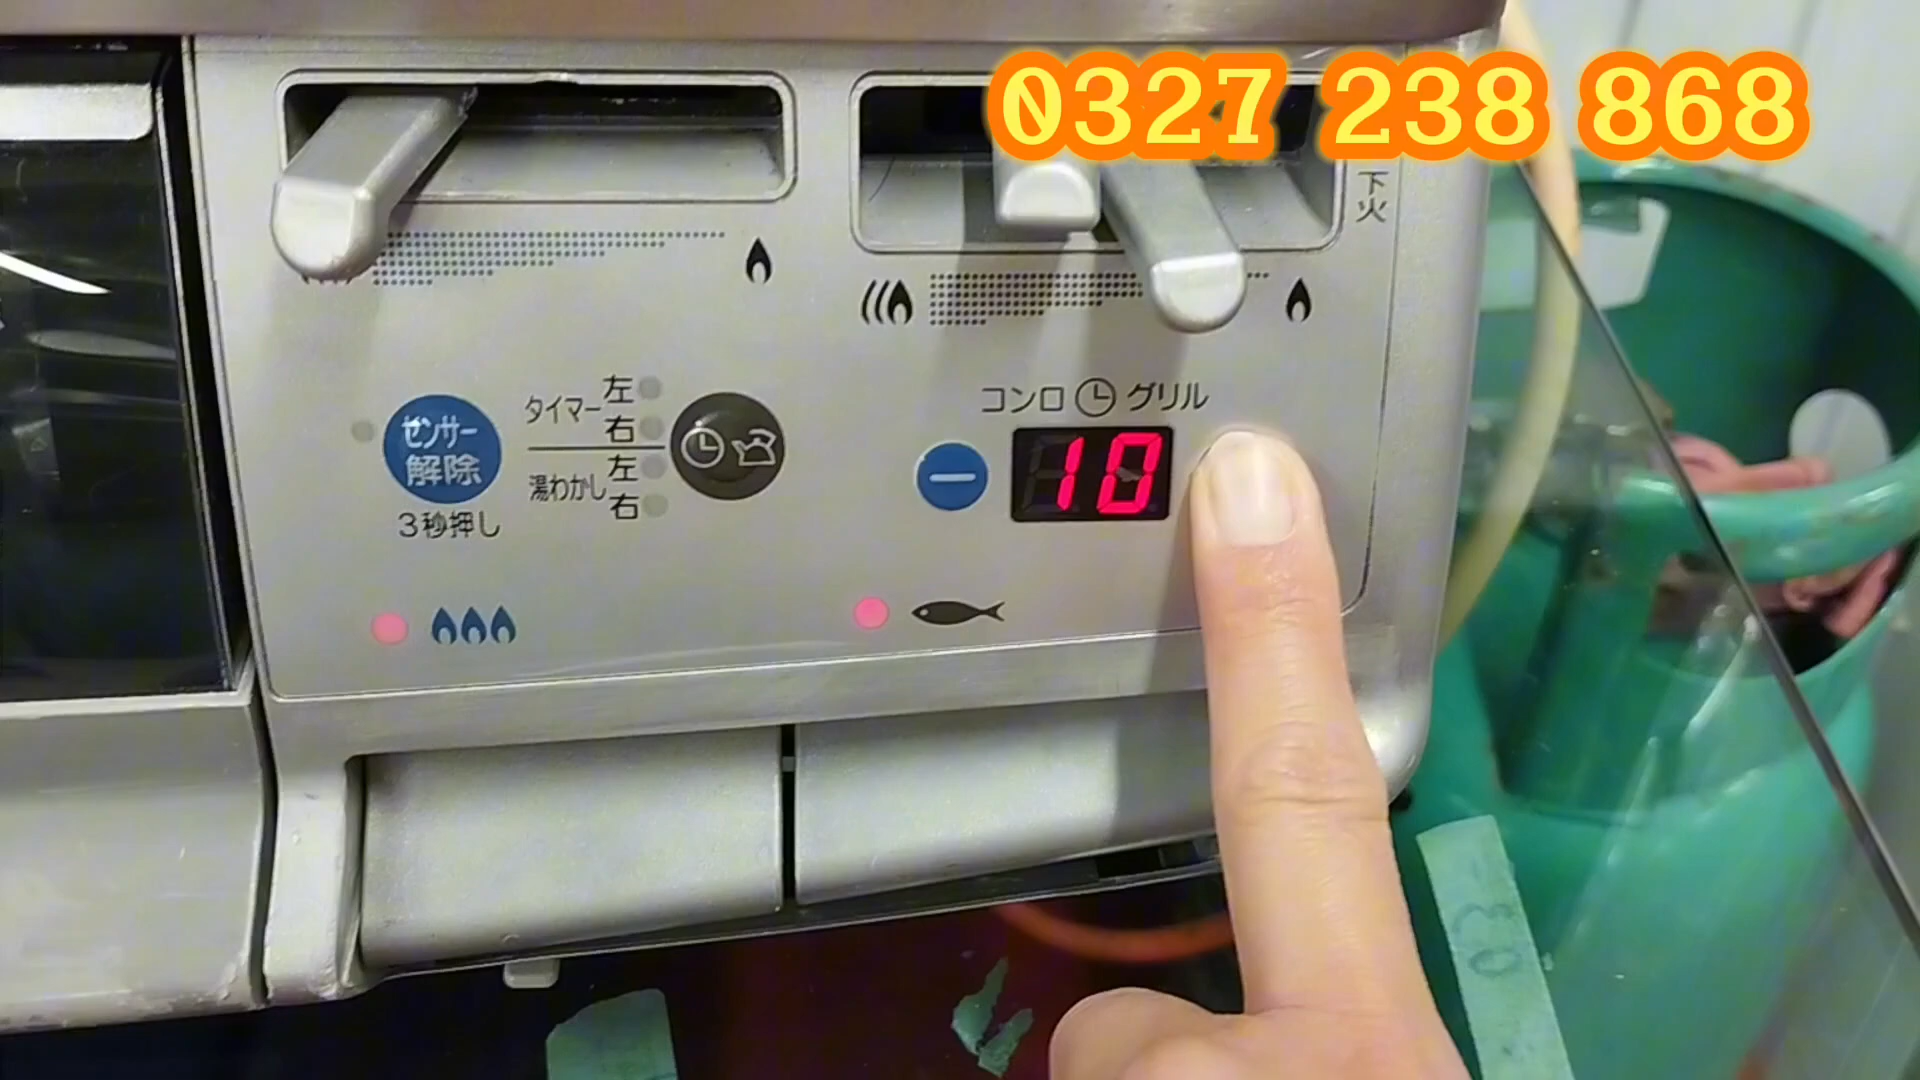 0327 238 868
下火
センサー
解除
3秒押し
タイマー
左
右
湯わかし
左
右
コンロ グリル
10
03